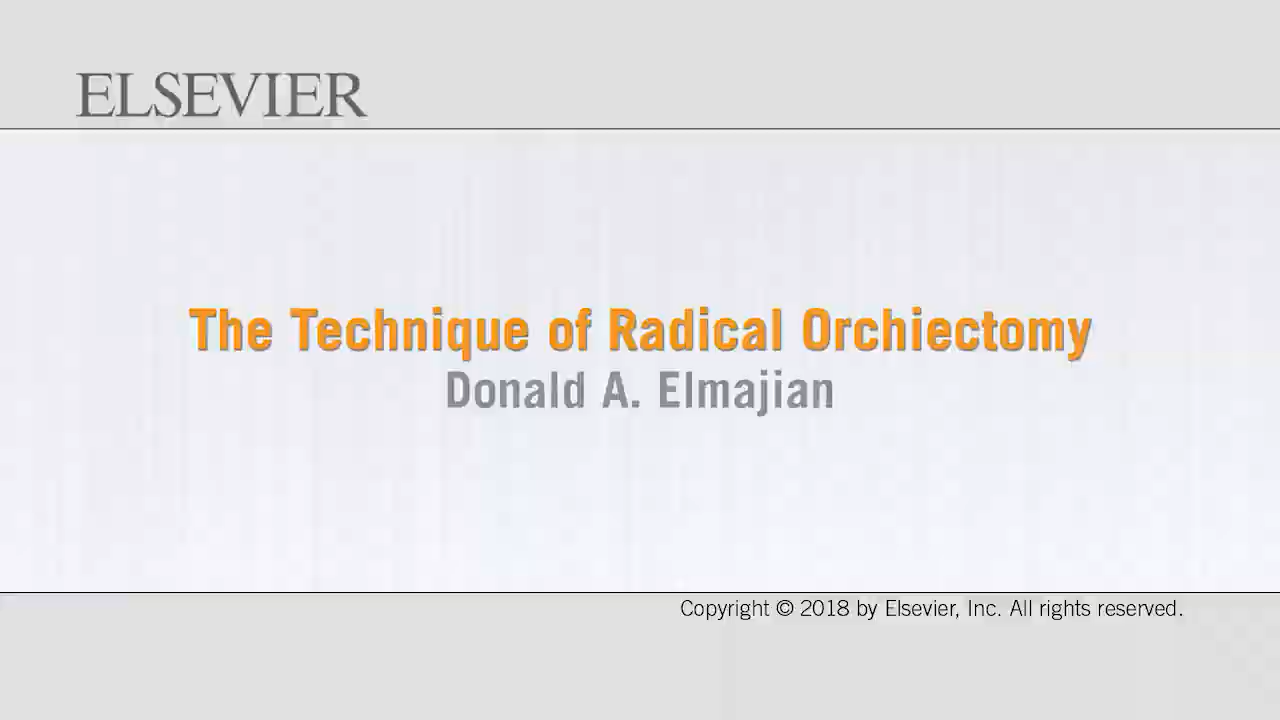 ELSEVIER
The Technique of Radical Orchiectomy
Donald A. Elmajian
Copyright © 2018 by Elsevier, Inc. All rights reserved.